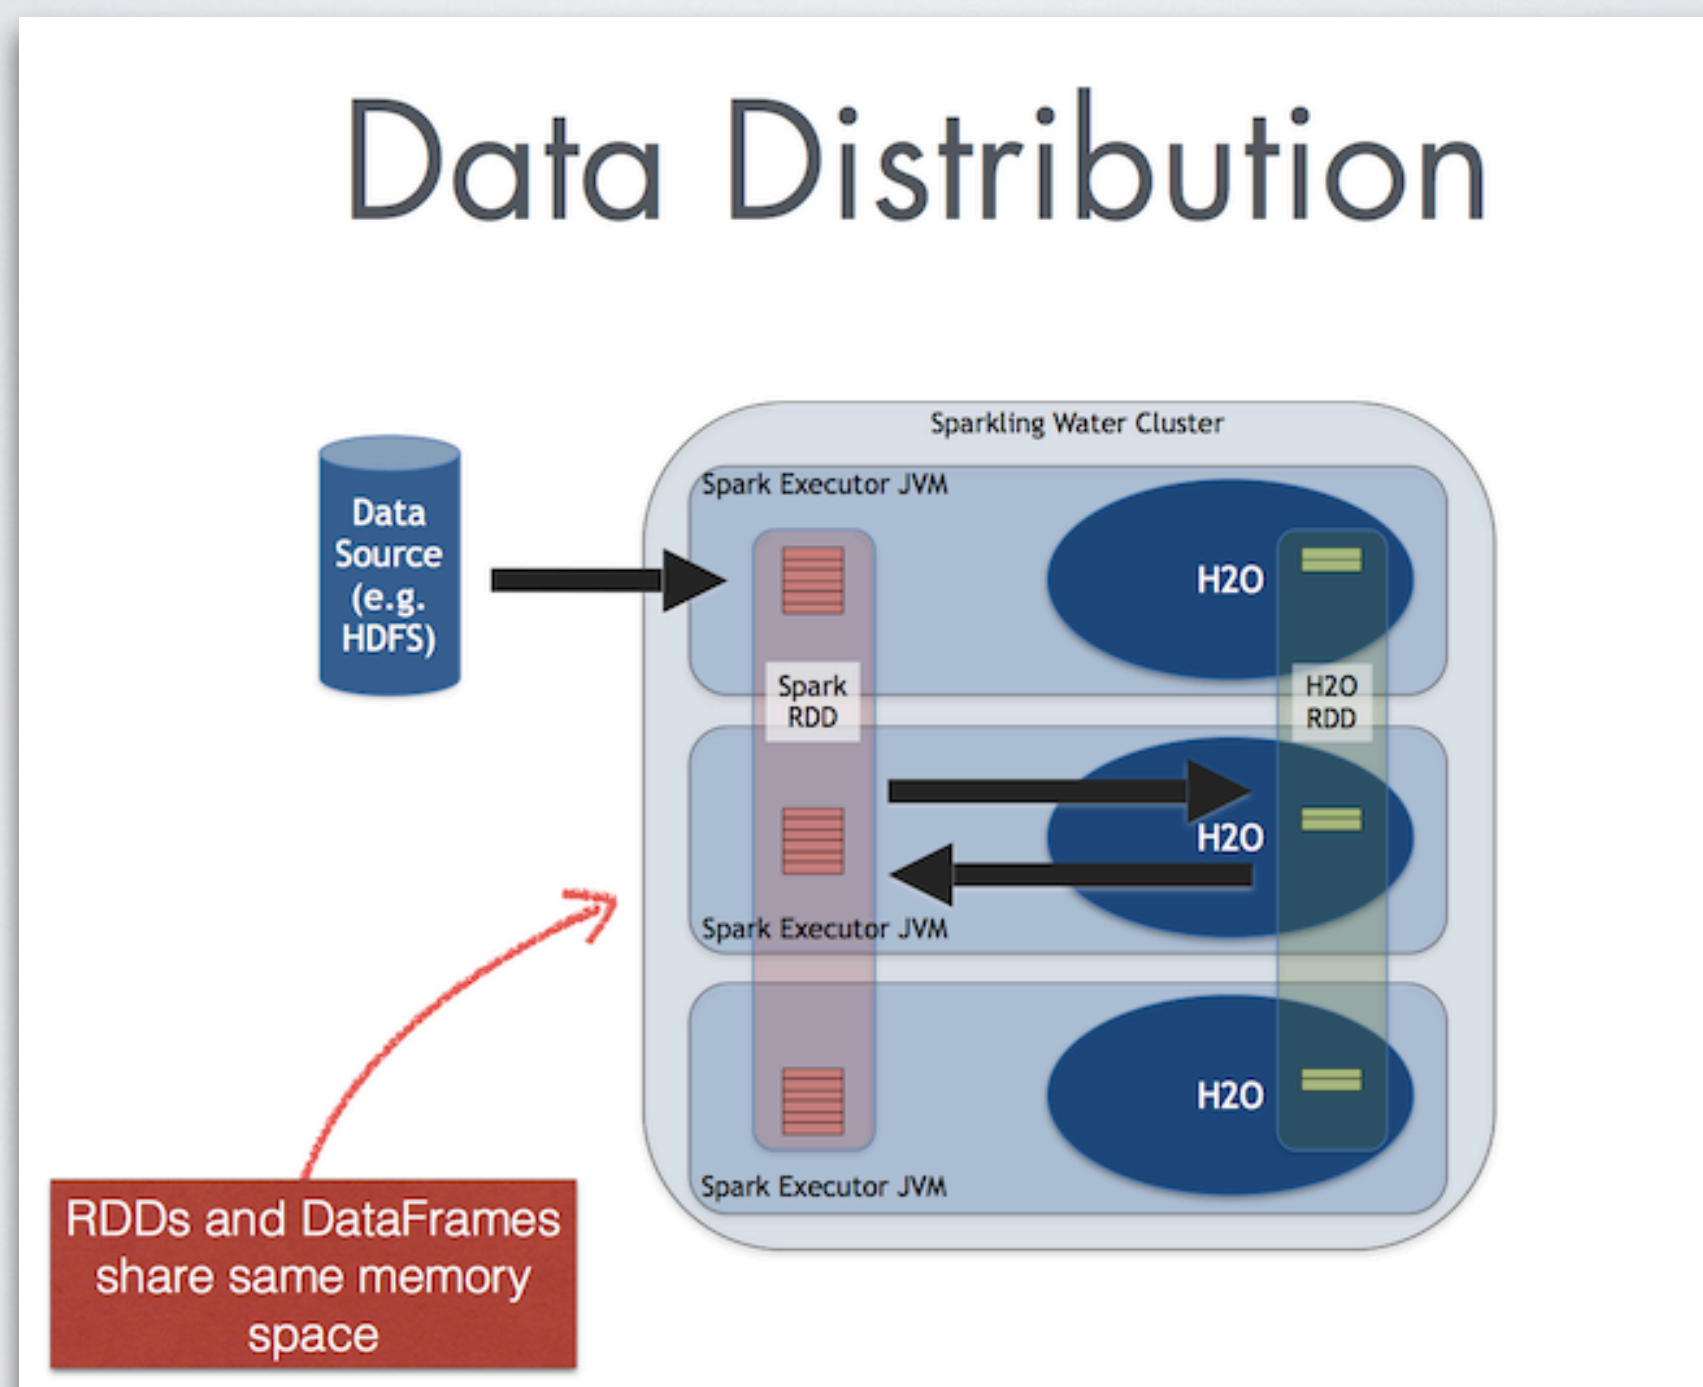 Data Distribution
Sparkling Water Cluster
Spark Executor JVM
Data
Source
(e.g.
HDFS)
H2O
Spark
RDD
H2O
RDD
H2O
Spark Executor JVM
H2O
Spark Executor JVM
RDDs and DataFrames
share same memory
space